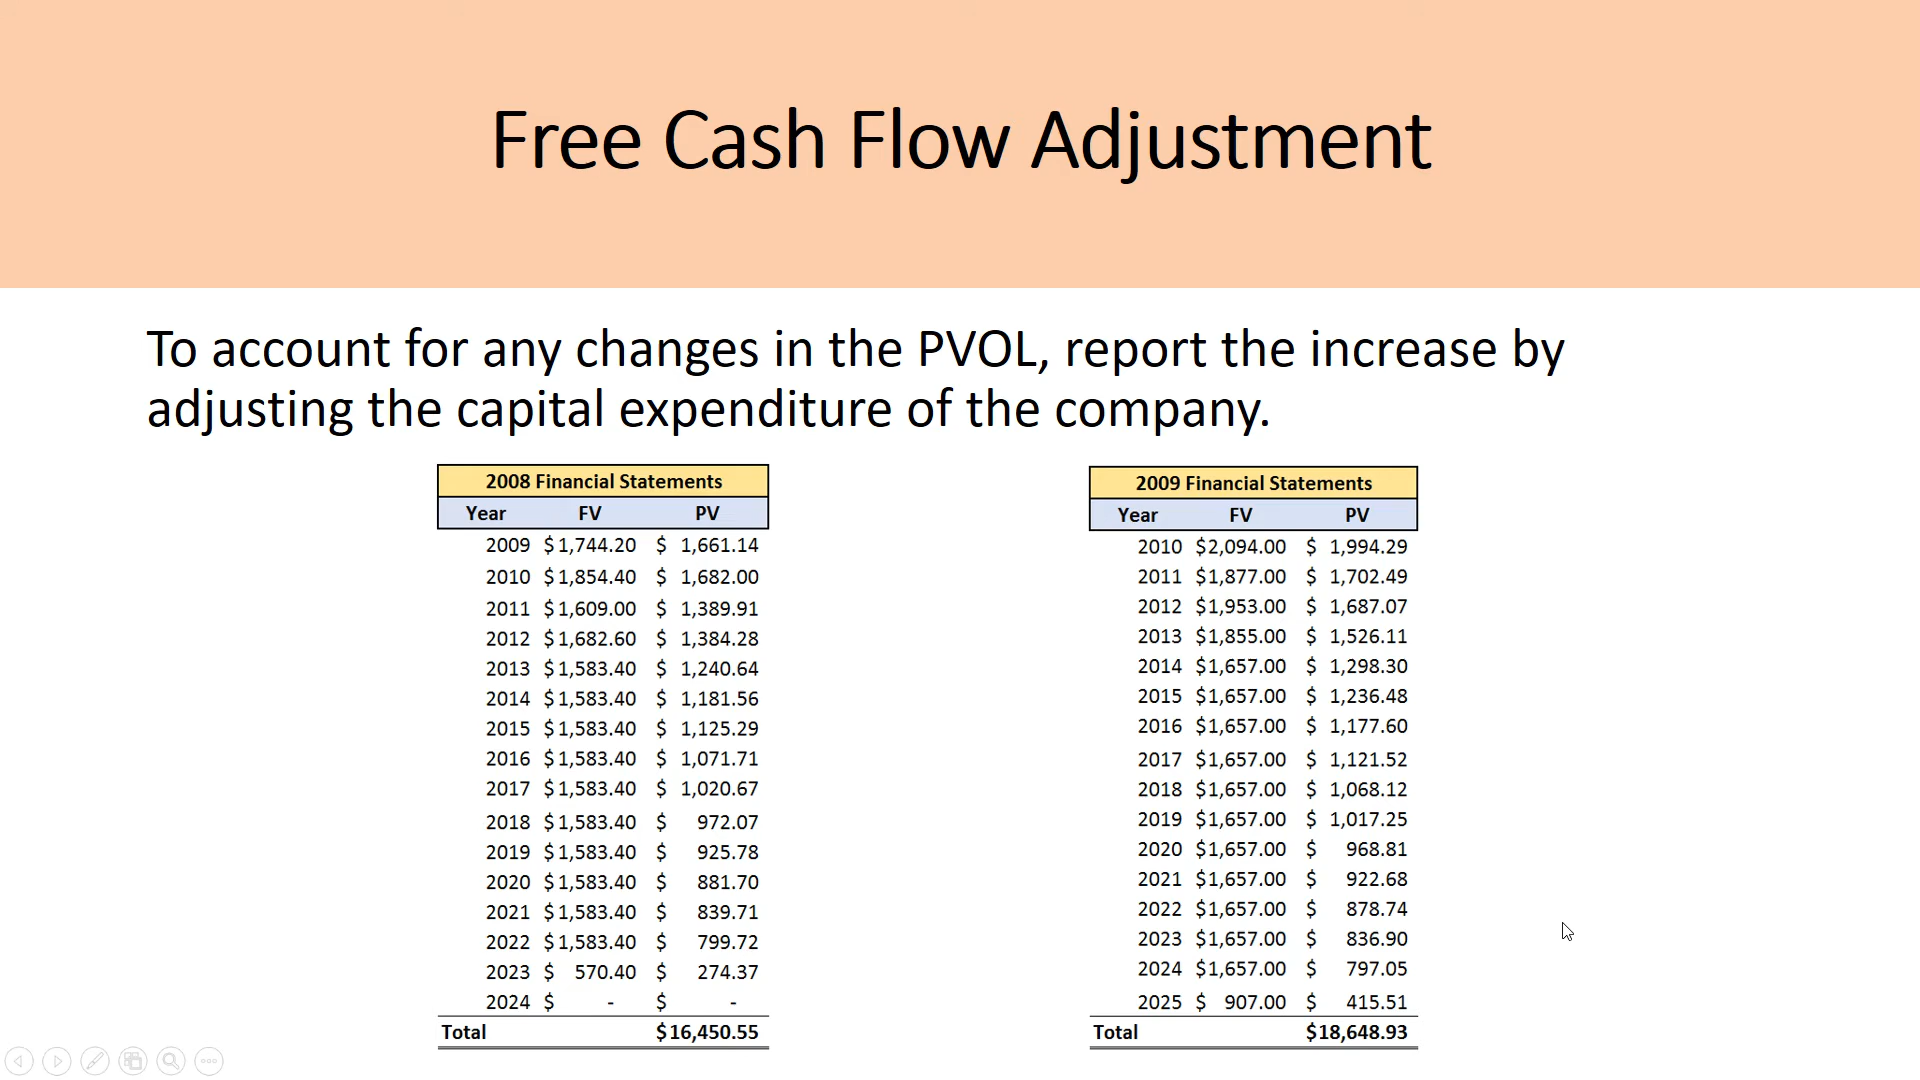 Free Cash Flow Adjustment
To account for any changes in the PVOL, report the increase by
adjusting the capital expenditure of the company.
2008 Financial Statements
Year FV PV
2009 $1,744.20 $ 1,661.14
2010 $1,854.40 $ 1,682.00
2011 $1,609.00 $ 1,389.91
2012 $1,682.60 $ 1,384.28
2013 $1,583.40 $ 1,240.64
2014 $1,583.40 $ 1,181.56
2015 $1,583.40 $ 1,125.29
2016 $1,583.40 $ 1,071.71
2017 $1,583.40 $ 1,020.67
2018 $1,583.40 $ 972.07
2019 $1,583.40 $ 925.78
2020 $1,583.40 $ 881.70
2021 $1,583.40 $ 839.71
2022 $1,583.40 $ 799.72
2023 $ 570.40 $ 274.37
2024 $ - $ -
Total $16,450.55
2009 Financial Statements
Year FV PV
2010 $2,094.00 $ 1,994.29
2011 $1,877.00 $ 1,702.49
2012 $1,953.00 $ 1,687.07
2013 $1,855.00 $ 1,526.11
2014 $1,657.00 $ 1,298.30
2015 $1,657.00 $ 1,236.48
2016 $1,657.00 $ 1,177.60
2017 $1,657.00 $ 1,121.52
2018 $1,657.00 $ 1,068.12
2019 $1,657.00 $ 1,017.25
2020 $1,657.00 $ 968.81
2021 $1,657.00 $ 922.68
2022 $1,657.00 $ 878.74
2023 $1,657.00 $ 836.90
2024 $1,657.00 $ 797.05
2025 $ 907.00 $ 415.51
Total $18,648.93